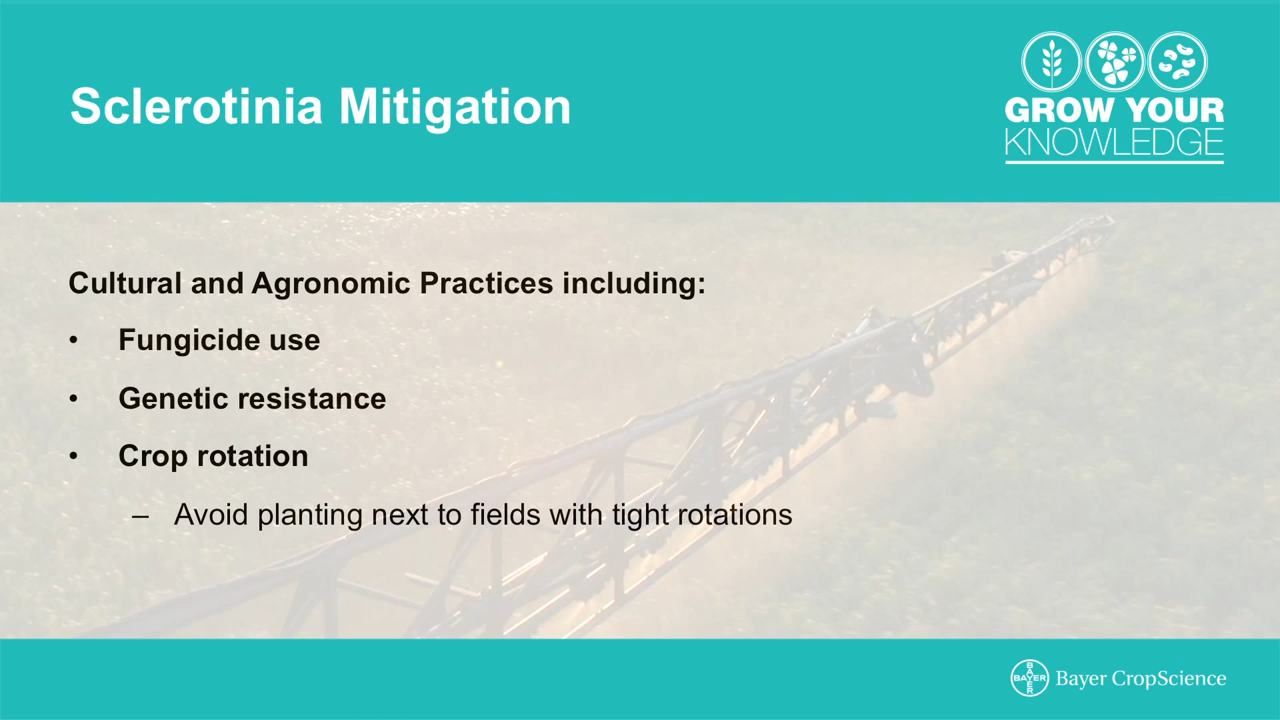 Sclerotinia Mitigation
GROW YOUR
KNOWLEDGE
Cultural and Agronomic Practices including:
• Fungicide use
• Genetic resistance
• Crop rotation
– Avoid planting next to fields with tight rotations
BAYER
BAYER
Bayer CropScience